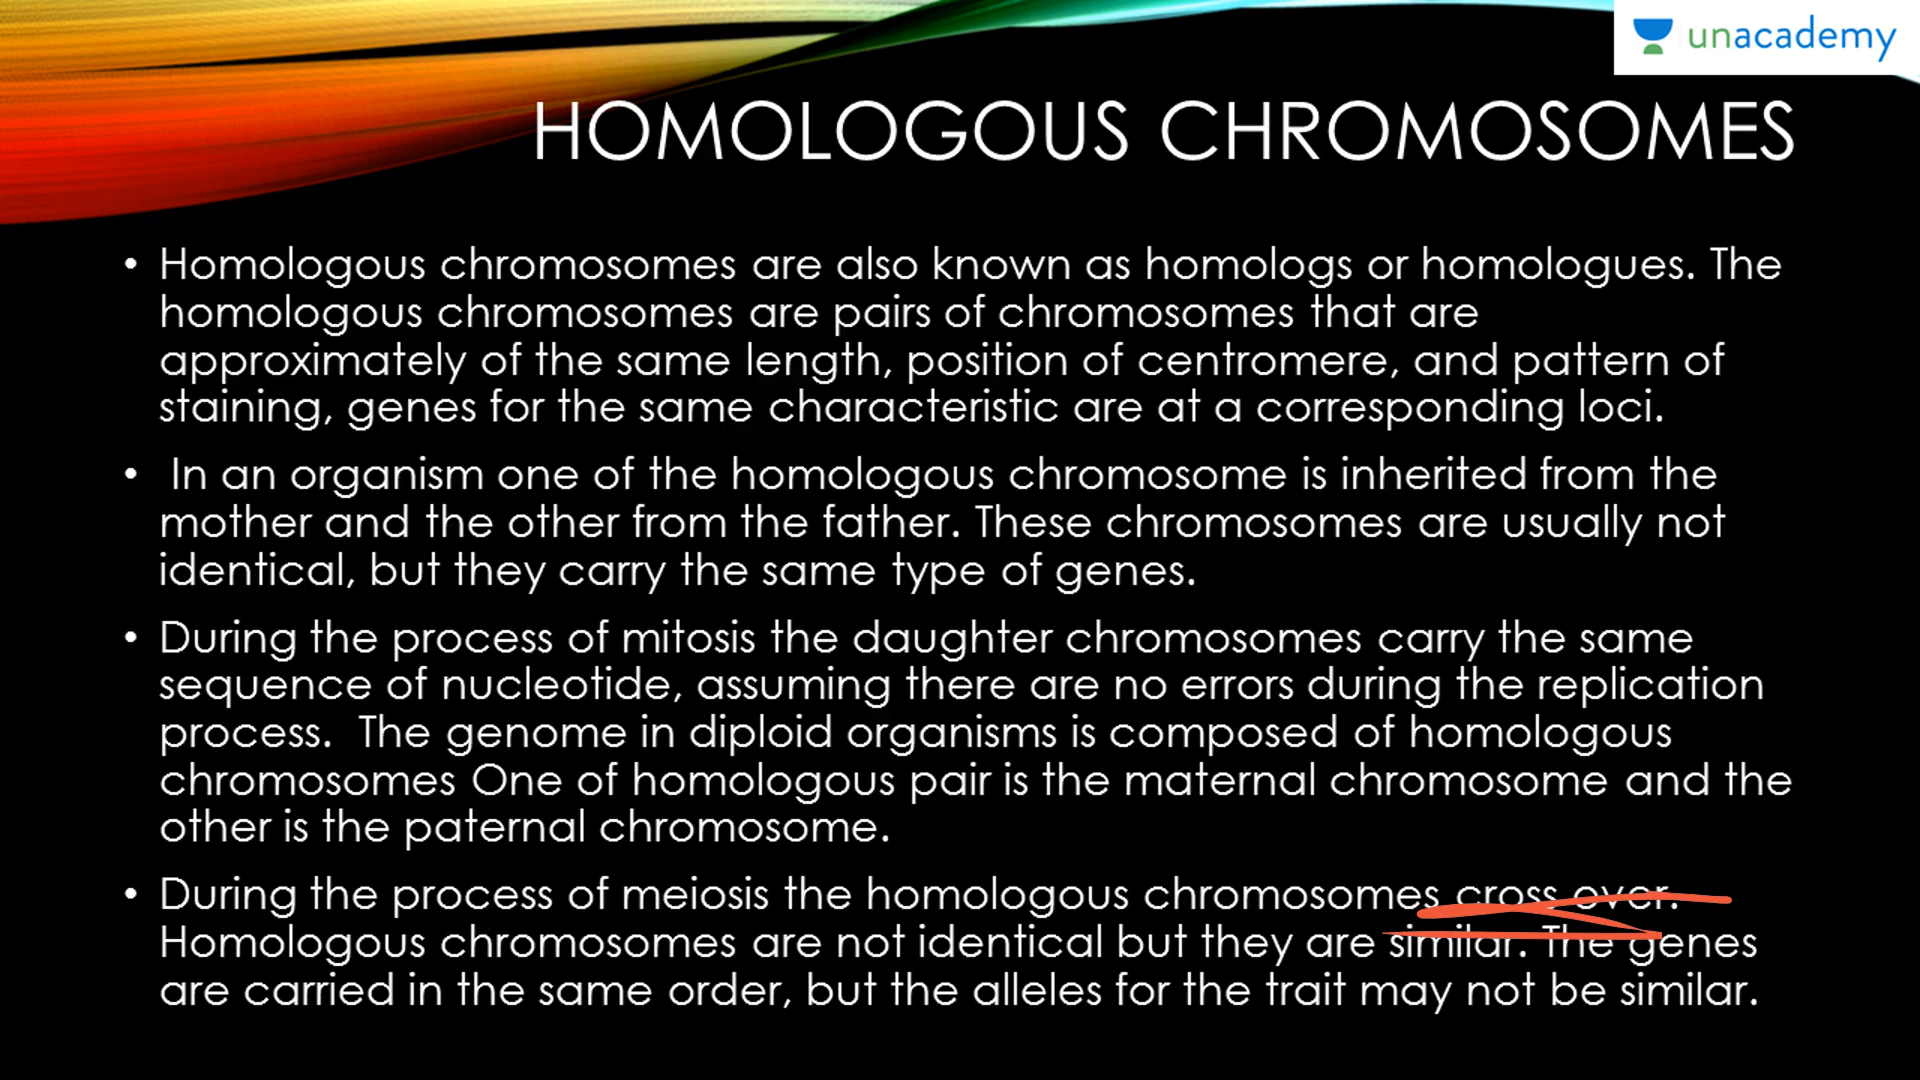 unacademy
HOMOLOGOUS CHROMOSOMES
• Homologous chromosomes are also known as homologs or homologues. The
homologous chromosomes are pairs of chromosomes that are
approximately of the same length, position of centromere, and pattern of
staining, genes for the same characteristic are at a corresponding loci.
• In an organism one of the homologous chromosome is inherited from the
mother and the other from the father. These chromosomes are usually not
identical, but they carry the same type of genes.
• During the process of mitosis the daughter chromosomes carry the same
sequence of nucleotide, assuming there are no errors during the replication
process. The genome in diploid organisms is composed of homologous
chromosomes One of homologous pair is the maternal chromosome and the
other is the paternal chromosome.
• During the process of meiosis the homologous chromosomes cross over.
Homologous chromosomes are not identical but they are similar. The genes
are carried in the same order, but the alleles for the trait may not be similar.